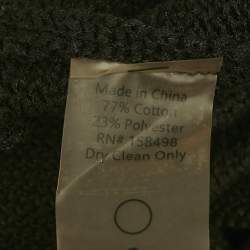 Made in China
77% Cotton
23% Polyester
RN# 158498
Dry Clean Only